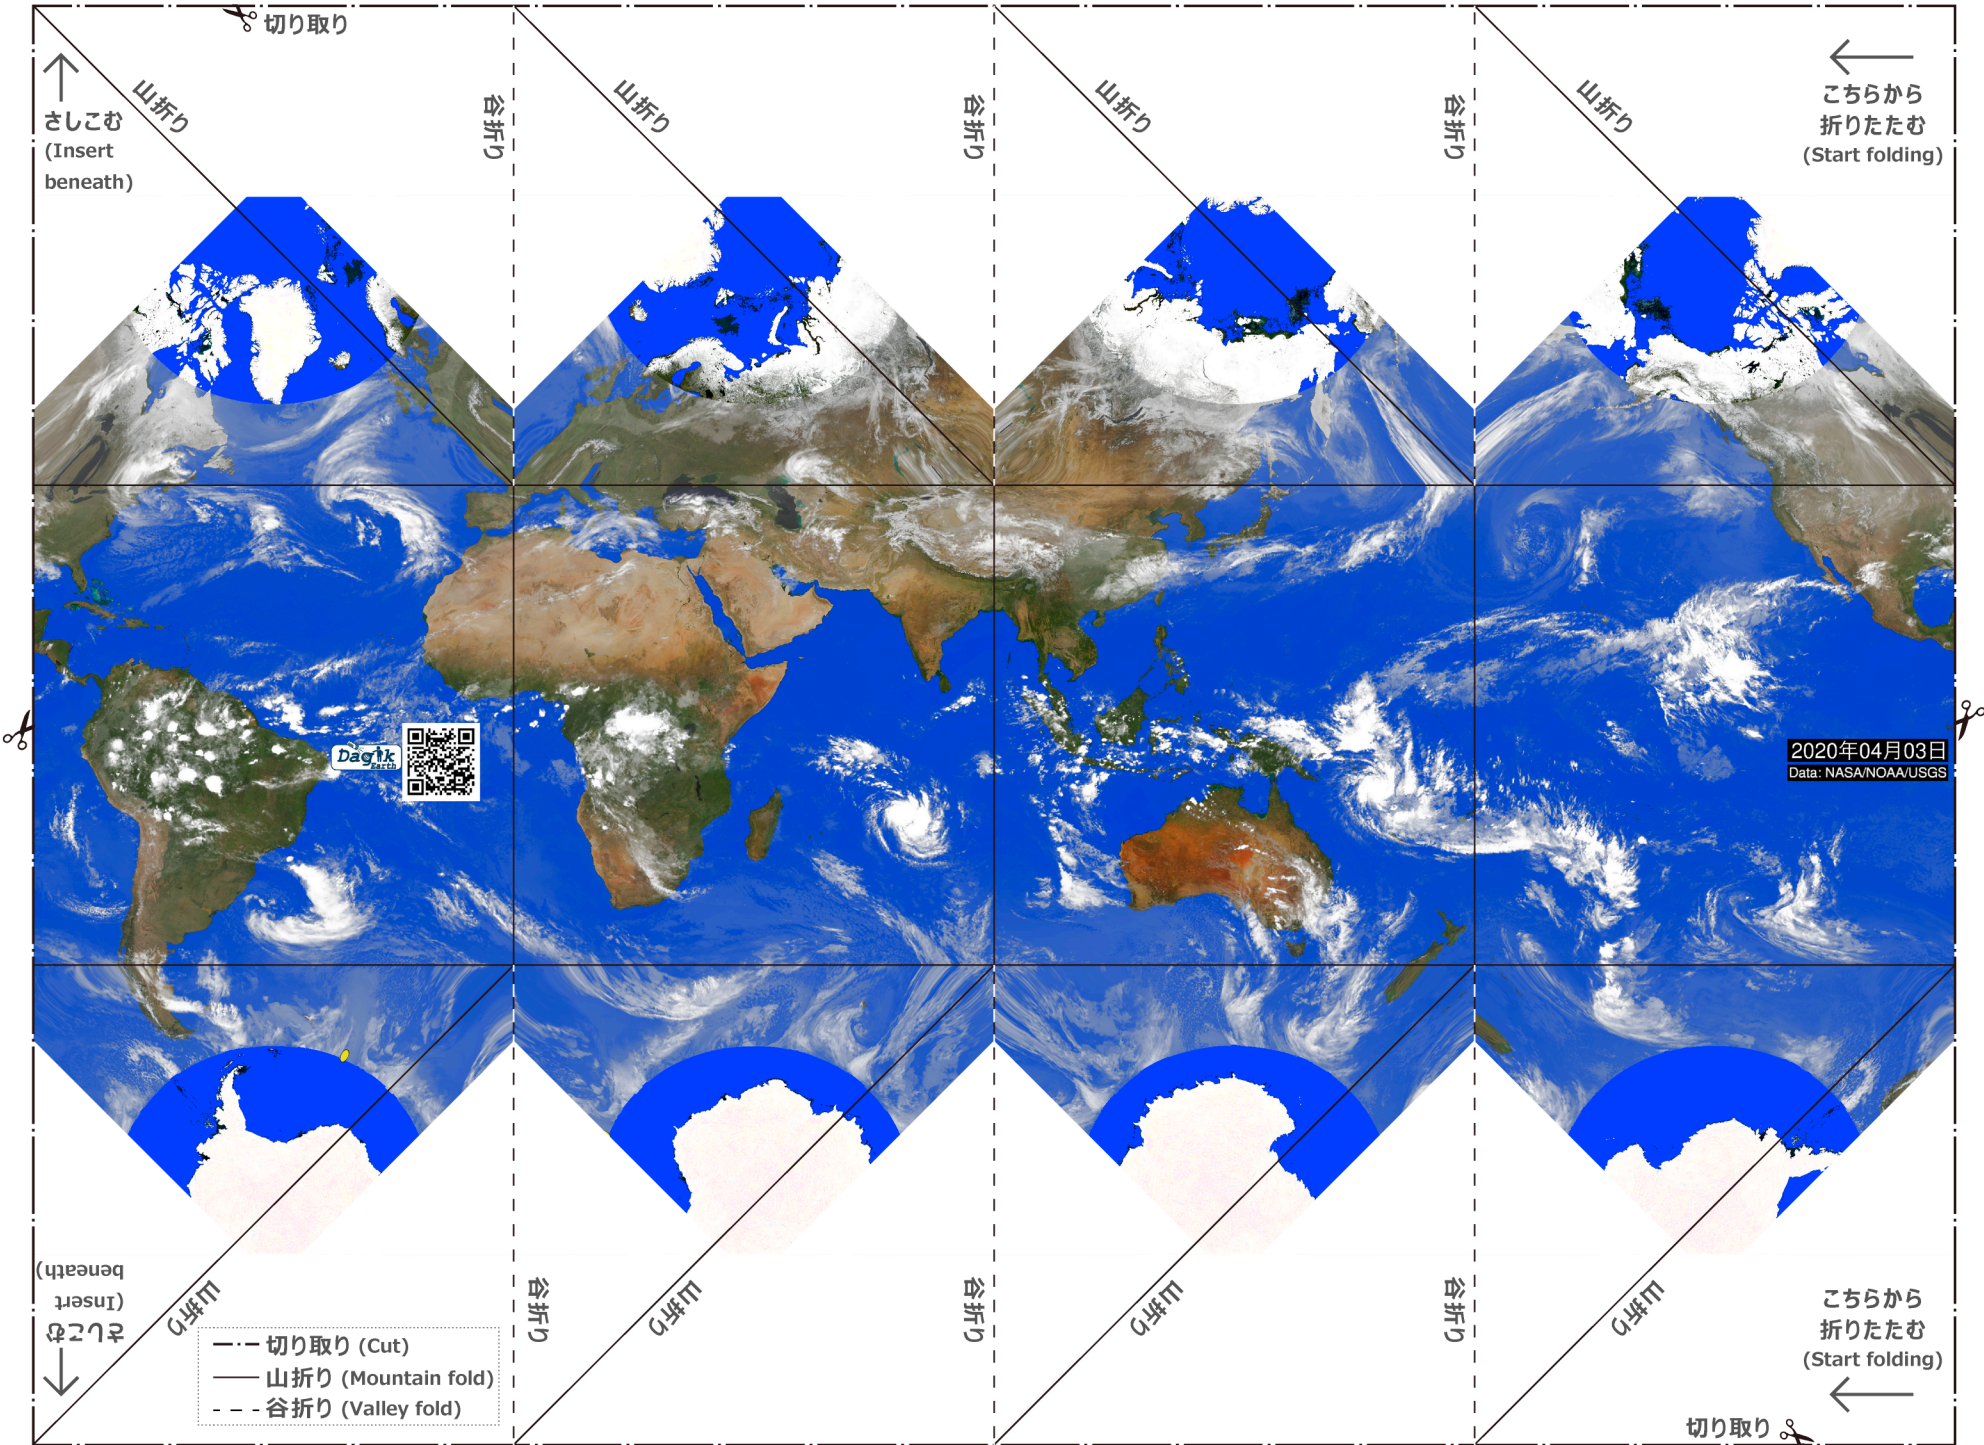 切り取り
さしこむ
(Insert
beneath)
山折り
谷折り
山折り
谷折り
山折り
谷折り
山折り
こちらから
折りたたむ
(Start folding)
Dagik
Earth
2020年04月03日
Data: NASA/NOAA/USGS
さしこむ
(Insert
beneath)
山折り
谷折り
山折り
谷折り
山折り
谷折り
山折り
こちらから
折りたたむ
(Start folding)
切り取り (Cut)
山折り (Mountain fold)
谷折り (Valley fold)
切り取り